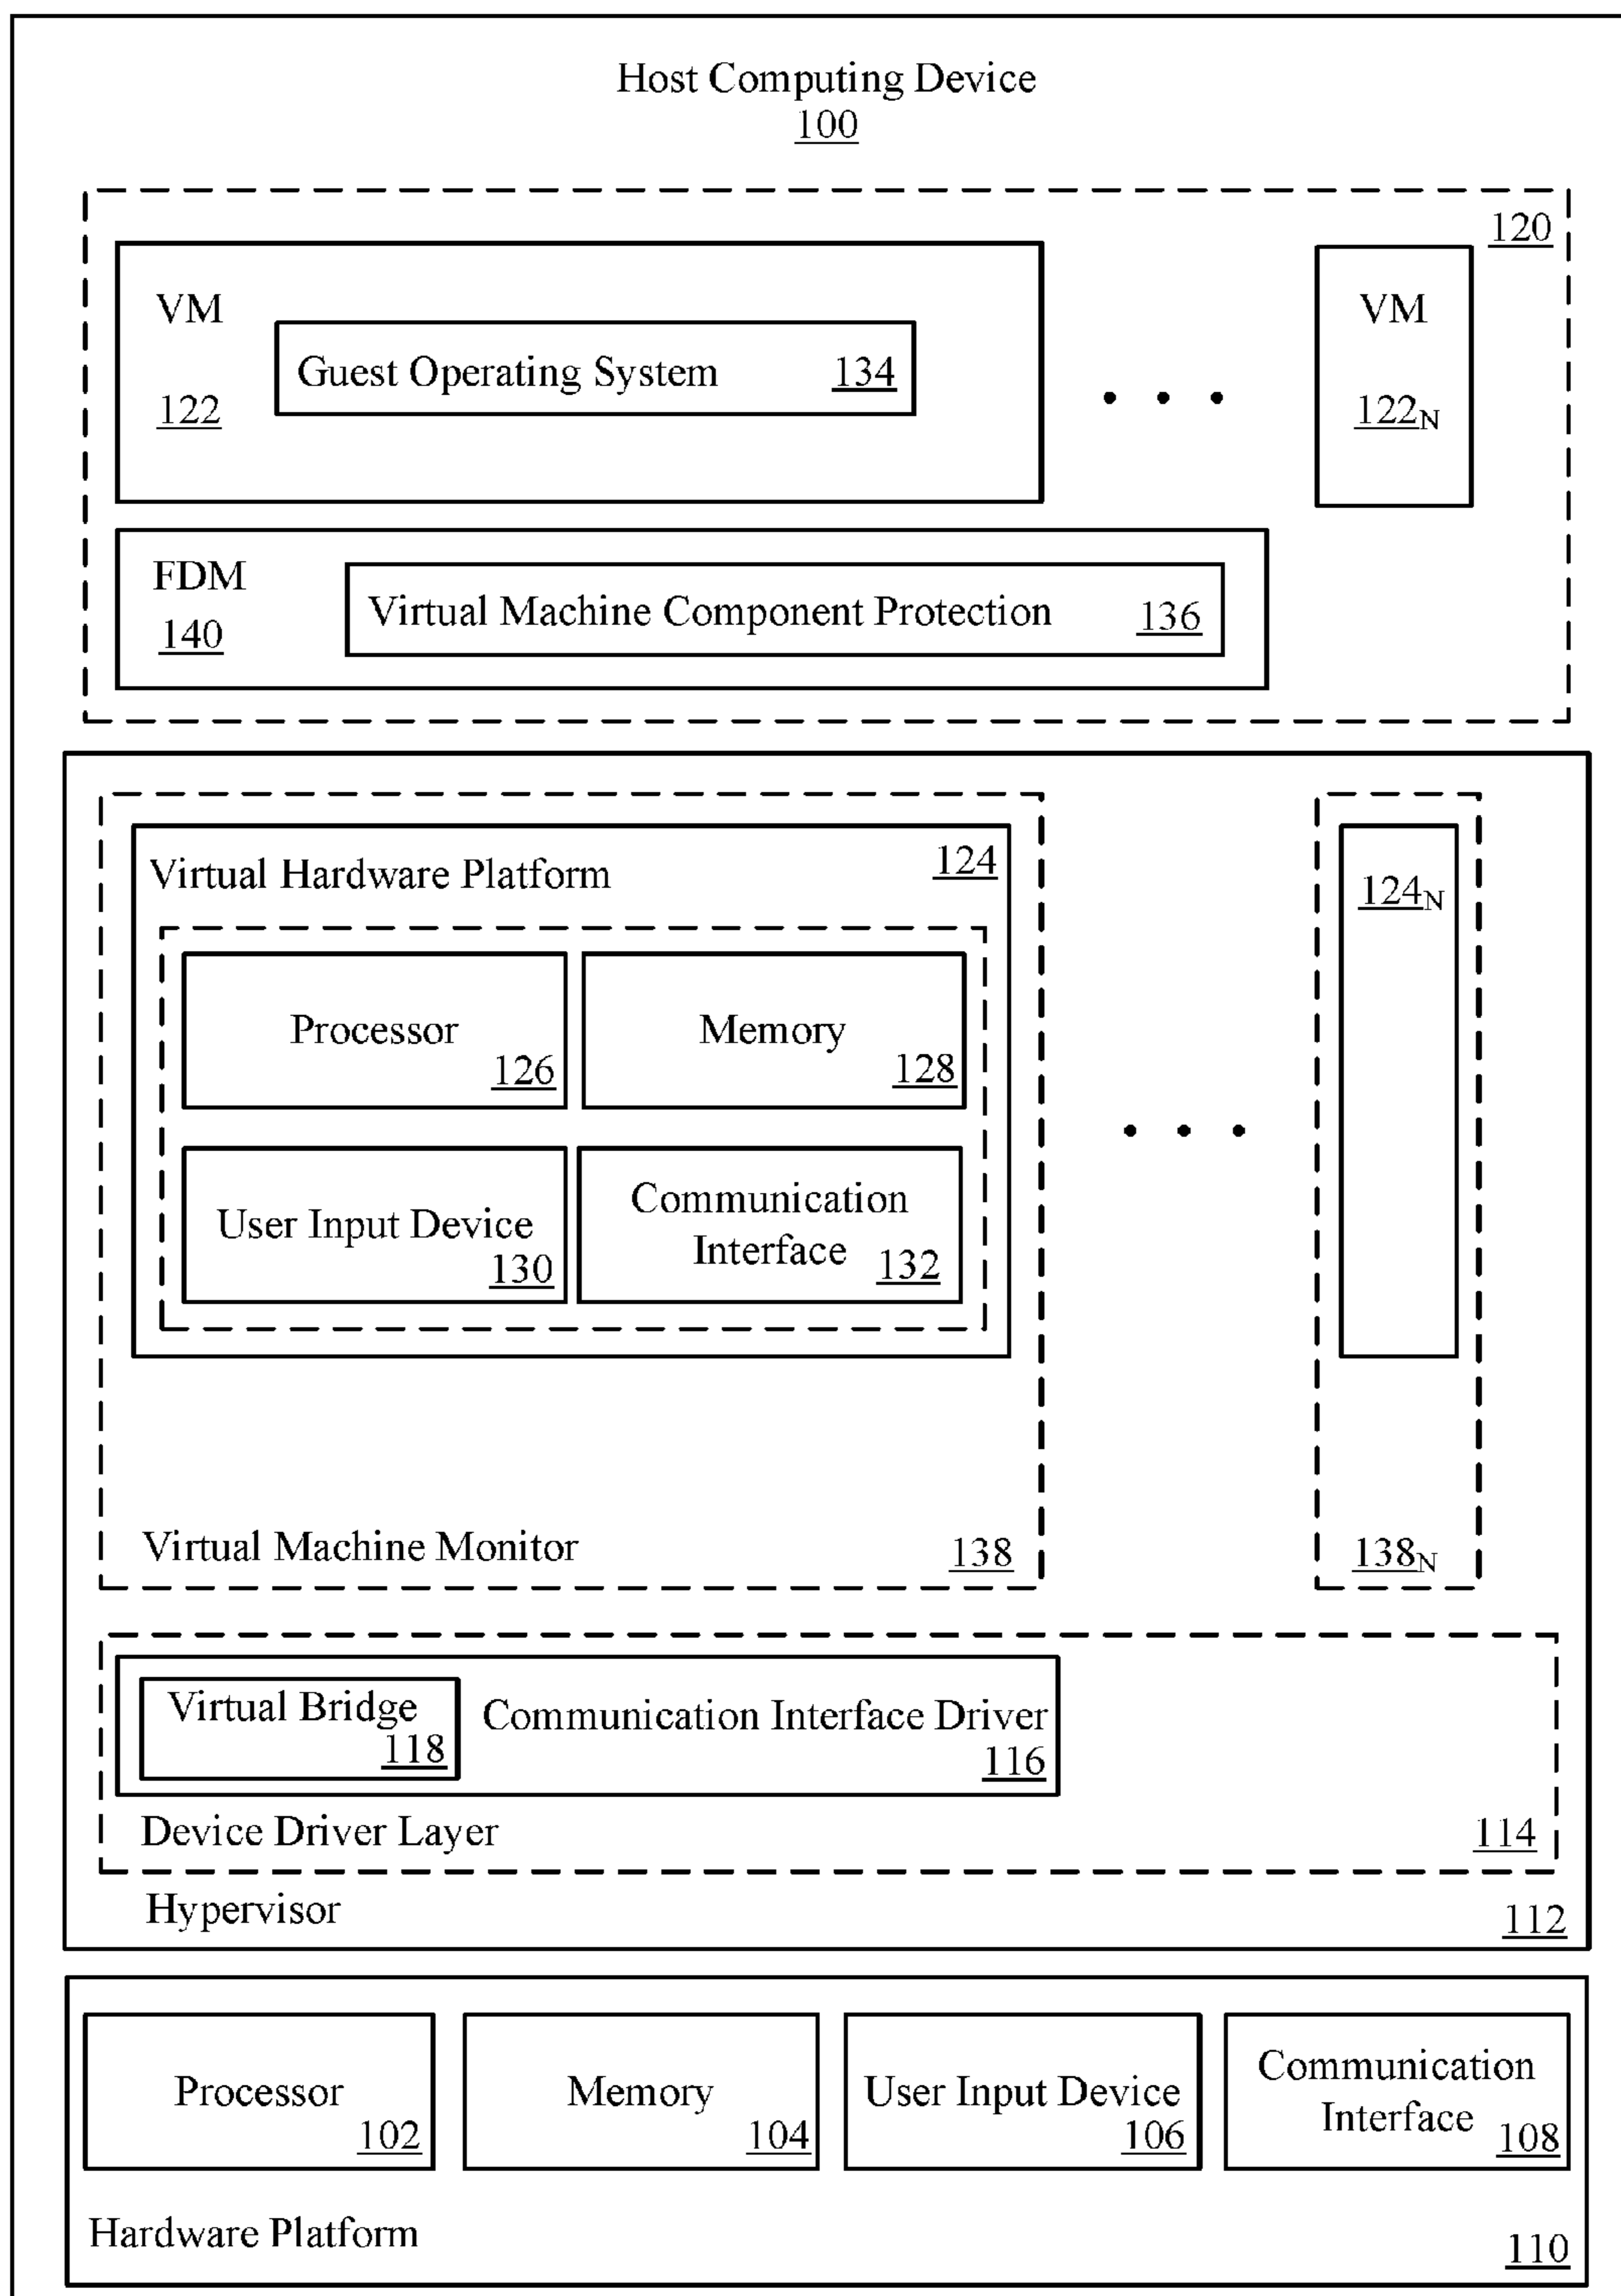 Host Computing Device
100
120
VM
122
Guest Operating System 134
VM
122N
FDM
140
Virtual Machine Component Protection 136
Virtual Hardware Platform 124
124N
Processor
126
Memory
128
User Input Device
130
Communication
Interface 132
Virtual Machine Monitor 138
138N
Virtual Bridge
118
Communication Interface Driver
116
Device Driver Layer 114
Hypervisor 112
Processor
102
Memory
104
User Input Device
106
Communication
Interface 108
Hardware Platform 110